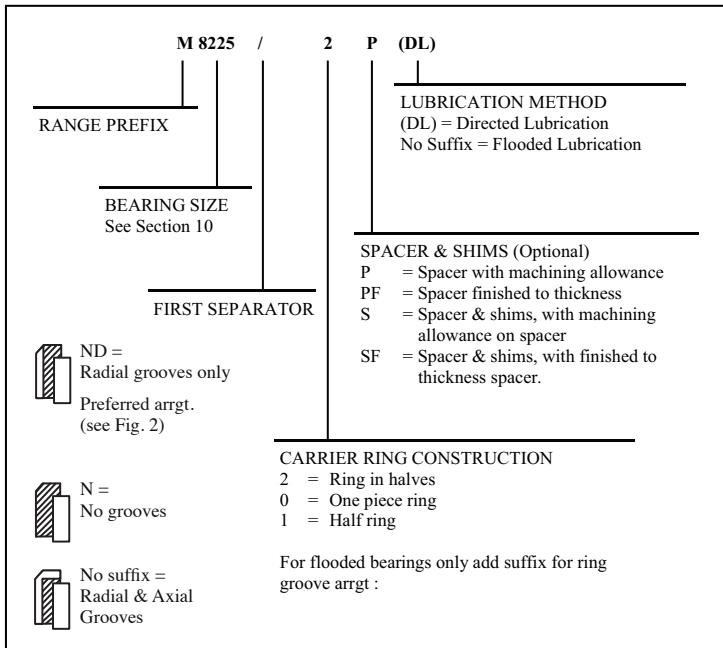 M 8225 / 2 P (DL)
LUBRICATION METHOD
(DL) = Directed Lubrication
No Suffix = Flooded Lubrication
RANGE PREFIX
BEARING SIZE
See Section 10
SPACER & SHIMS (Optional)
P = Spacer with machining allowance
PF = Spacer finished to thickness
S = Spacer & shims, with machining
allowance on spacer
SF = Spacer & shims, with finished to
thickness spacer.
FIRST SEPARATOR
ND =
Radial grooves only
Preferred arrgt.
(see Fig. 2)
N =
No grooves
No suffix =
Radial & Axial
Grooves
CARRIER RING CONSTRUCTION
2 = Ring in halves
0 = One piece ring
1 = Half ring
For flooded bearings only add suffix for ring
groove arrgt :